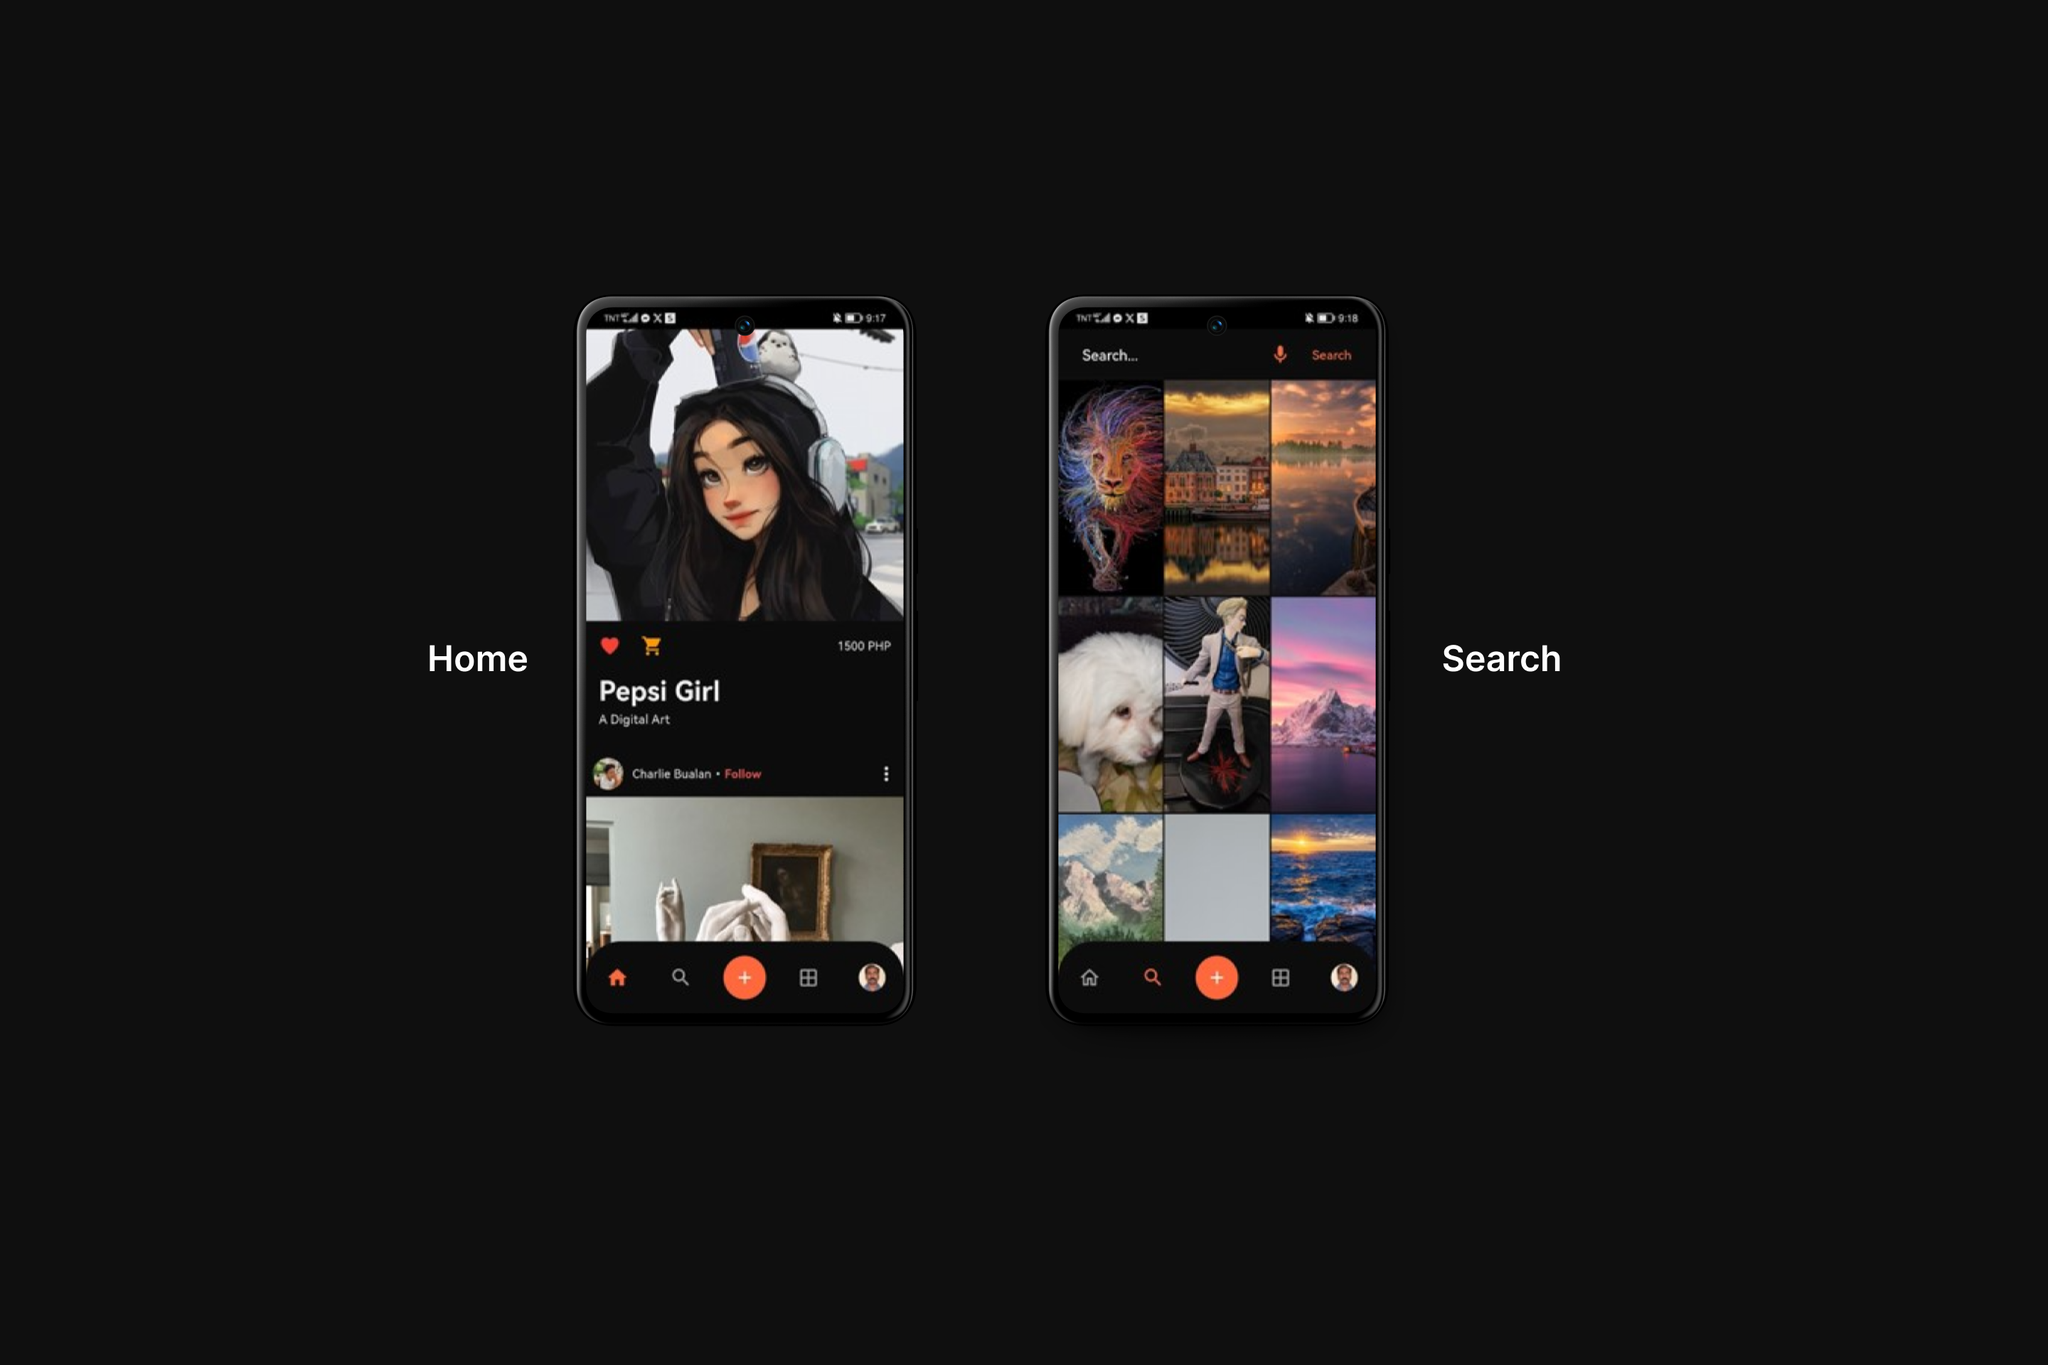 Home
TNT 9:17
1500 PHP
Pepsi Girl
A Digital Art
Charlie Bualan • Follow
TNT 9:18
Search...
Search
Search